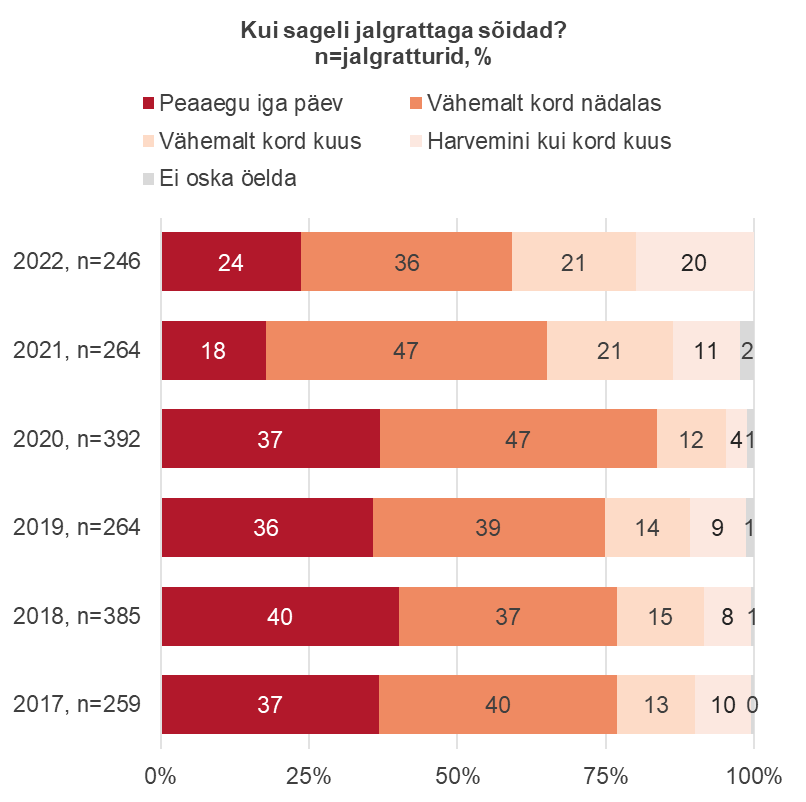 Kui sageli jalgrattaga sõidad?
n=jalgratturid, %
Peaaegu iga päev
Vähemalt kord nädalas
Vähemalt kord kuus
Harvemini kui kord kuus
Ei oska öelda
2022, n=246 24 36 21 20
2021, n=264 18 47 21 11 2
2020, n=392 37 47 12 4 1
2019, n=264 36 39 14 9 1
2018, n=385 40 37 15 8 1
2017, n=259 37 40 13 10 0
0% 25% 50% 75% 100%